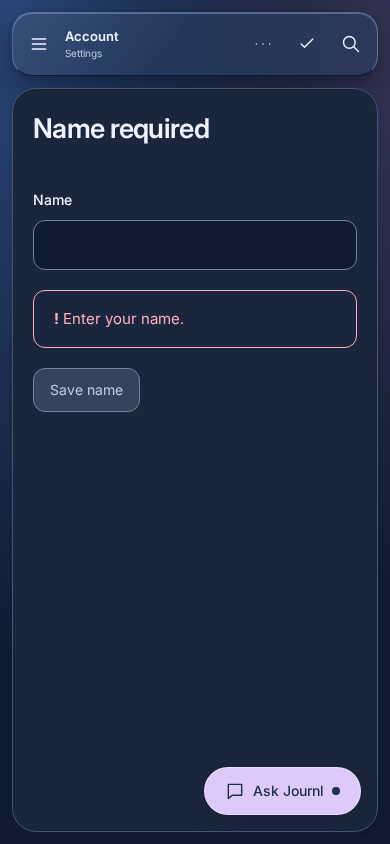 Account
Settings
...
Name required
Name
! Enter your name.
Save name
Ask Journl